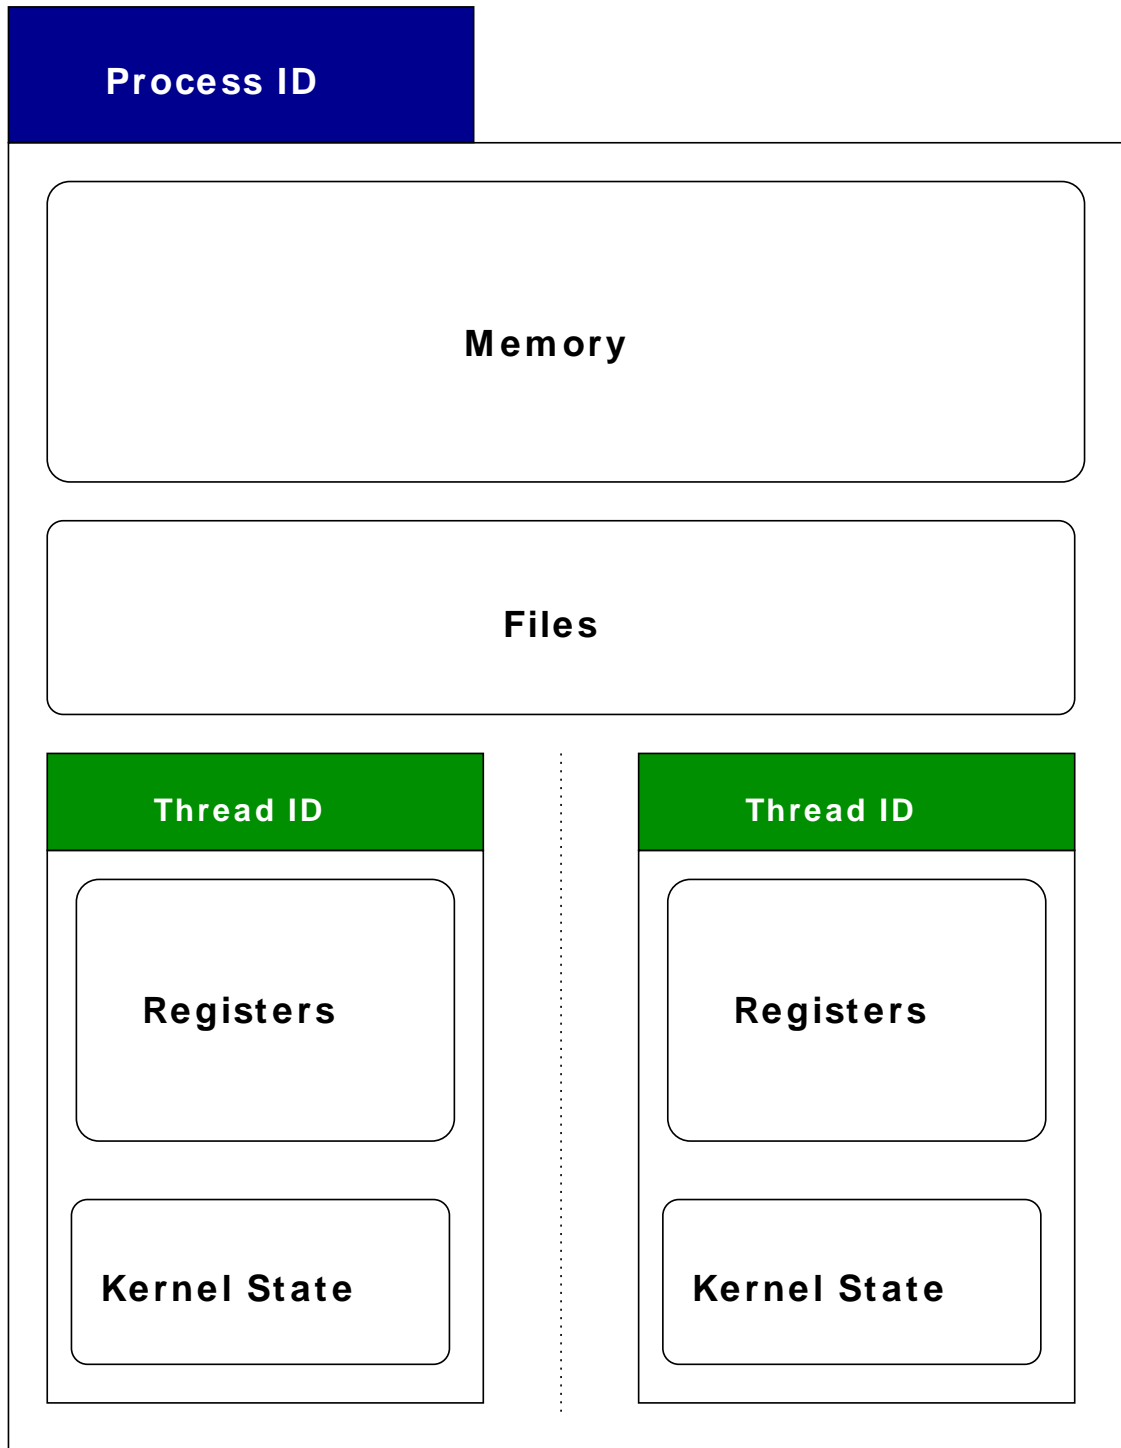 Process ID
Memory
Files
Thread ID
Registers
Kernel State
Thread ID
Registers
Kernel State